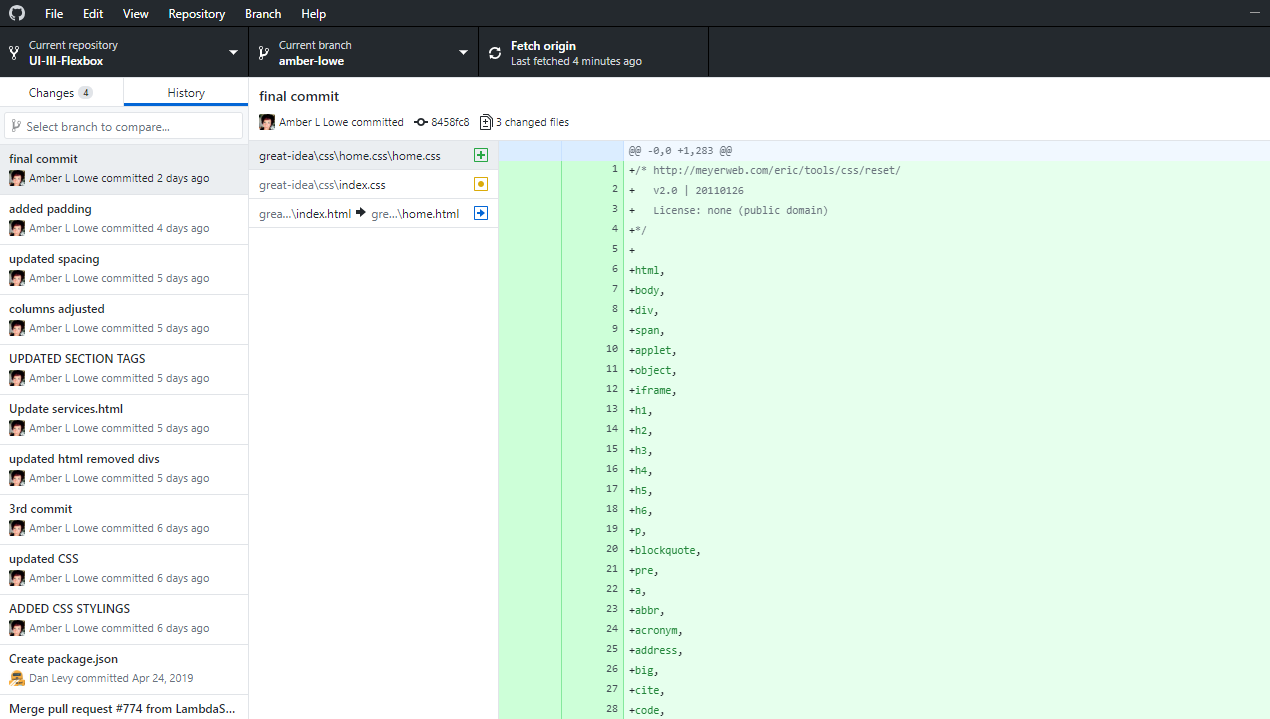 File Edit View Repository Branch Help
Current repository
UI-III-Flexbox
Current branch
amber-lowe
Fetch origin
Last fetched 4 minutes ago
Changes 4 History
Select branch to compare...
final commit
Amber L Lowe committed 2 days ago
added padding
Amber L Lowe committed 4 days ago
updated spacing
Amber L Lowe committed 5 days ago
columns adjusted
Amber L Lowe committed 5 days ago
UPDATED SECTION TAGS
Amber L Lowe committed 5 days ago
Update services.html
Amber L Lowe committed 5 days ago
updated html removed divs
Amber L Lowe committed 5 days ago
3rd commit
Amber L Lowe committed 6 days ago
updated CSS
Amber L Lowe committed 6 days ago
ADDED CSS STYLINGS
Amber L Lowe committed 6 days ago
Create package.json
Dan Levy committed Apr 24, 2019
Merge pull request #774 from LambdaS...
final commit
Amber L Lowe committed 8458fc8 3 changed files
great-idea\css\home.css\home.css
great-idea\css\index.css
grea...\index.html → gre...\home.html
@@ -0,0 +1,283 @@
1 +/* http://meyerweb.com/eric/tools/css/reset/
2 +   v2.0 | 20110126
3 +   License: none (public domain)
4 +*/
5 +
6 +html,
7 +body,
8 +div,
9 +span,
10 +applet,
11 +object,
12 +iframe,
13 +h1,
14 +h2,
15 +h3,
16 +h4,
17 +h5,
18 +h6,
19 +p,
20 +blockquote,
21 +pre,
22 +a,
23 +abbr,
24 +acronym,
25 +address,
26 +big,
27 +cite,
28 +code,